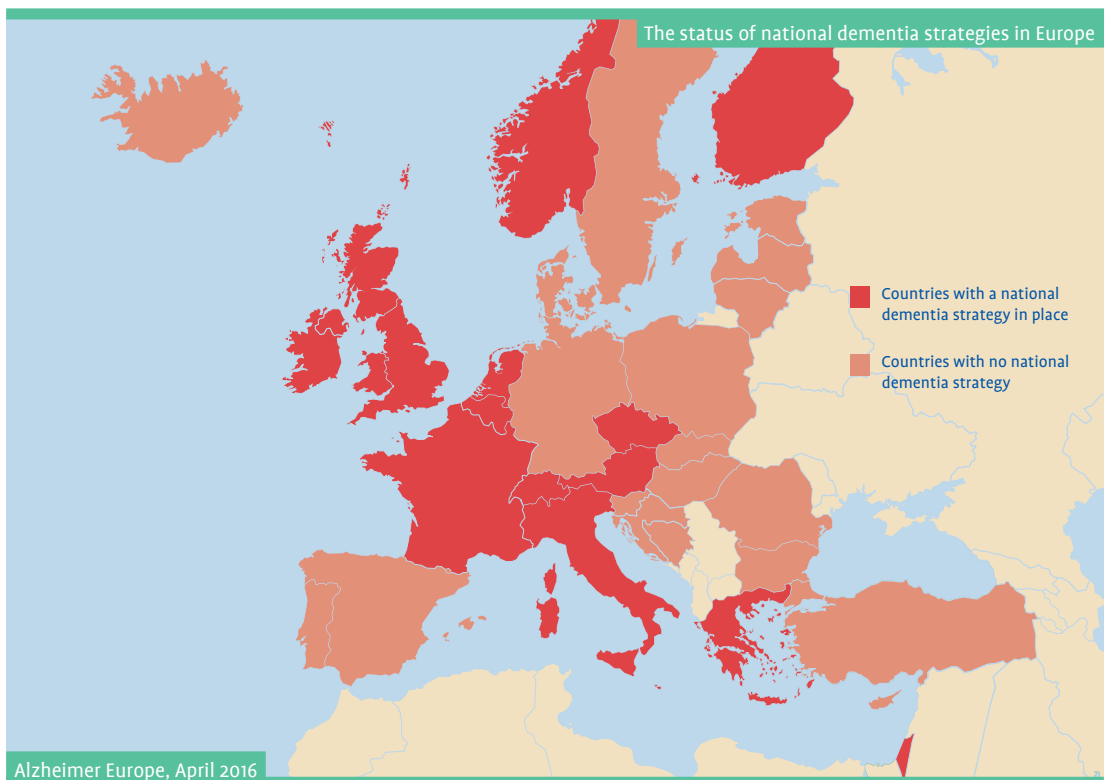 The status of national dementia strategies in Europe
Countries with a national
dementia strategy in place
Countries with no national
dementia strategy
Alzheimer Europe, April 2016